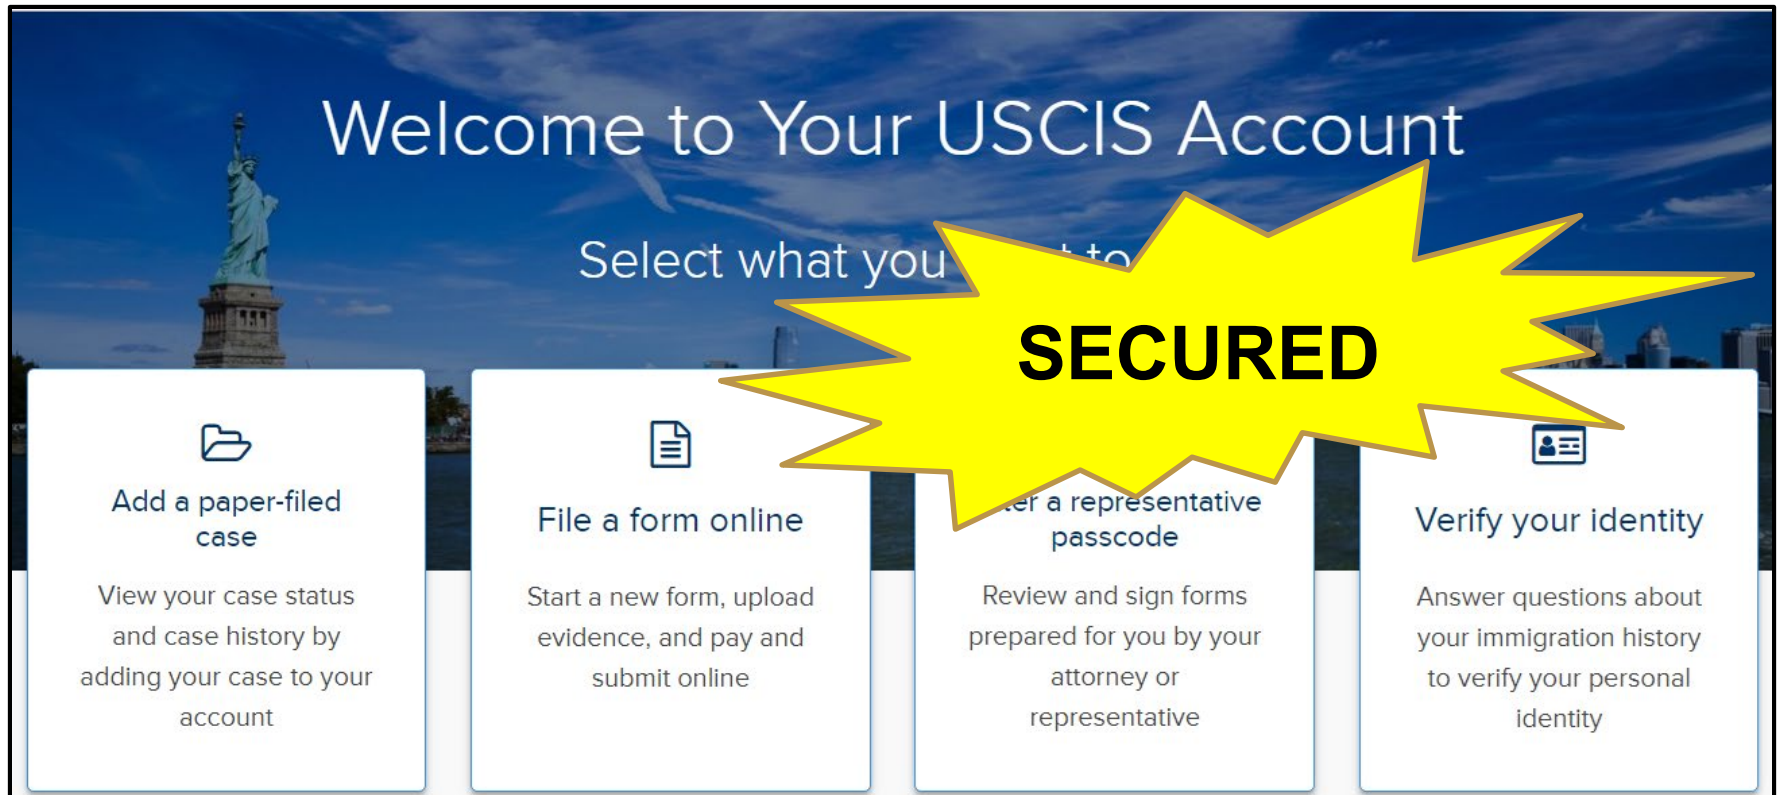 Welcome to Your USCIS Account
Select what you to
SECURED
Add a paper-filed
case
View your case status
and case history by
adding your case to your
account
File a form online
Start a new form, upload
evidence, and pay and
submit online
a representative
passcode
Review and sign forms
prepared for you by your
attorney or
representative
Verify your identity
Answer questions about
your immigration history
to verify your personal
identity